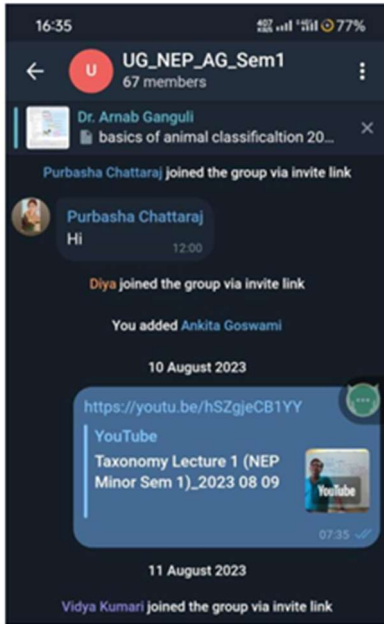 16:35
77%
U
UG_NEP_AG_Sem1
67 members
Dr. Arnab Ganguli
basics of animal classificaltion 20...
Purbasha Chattaraj joined the group via invite link
Purbasha Chattaraj
Hi
12:00
Diya joined the group via invite link
You added Ankita Goswami
10 August 2023
https://youtu.be/hSZgjeCB1YY
YouTube
Taxonomy Lecture 1 (NEP
Minor Sem 1)_2023 08 09
YouTube
07:35
11 August 2023
Vidya Kumari joined the group via invite link